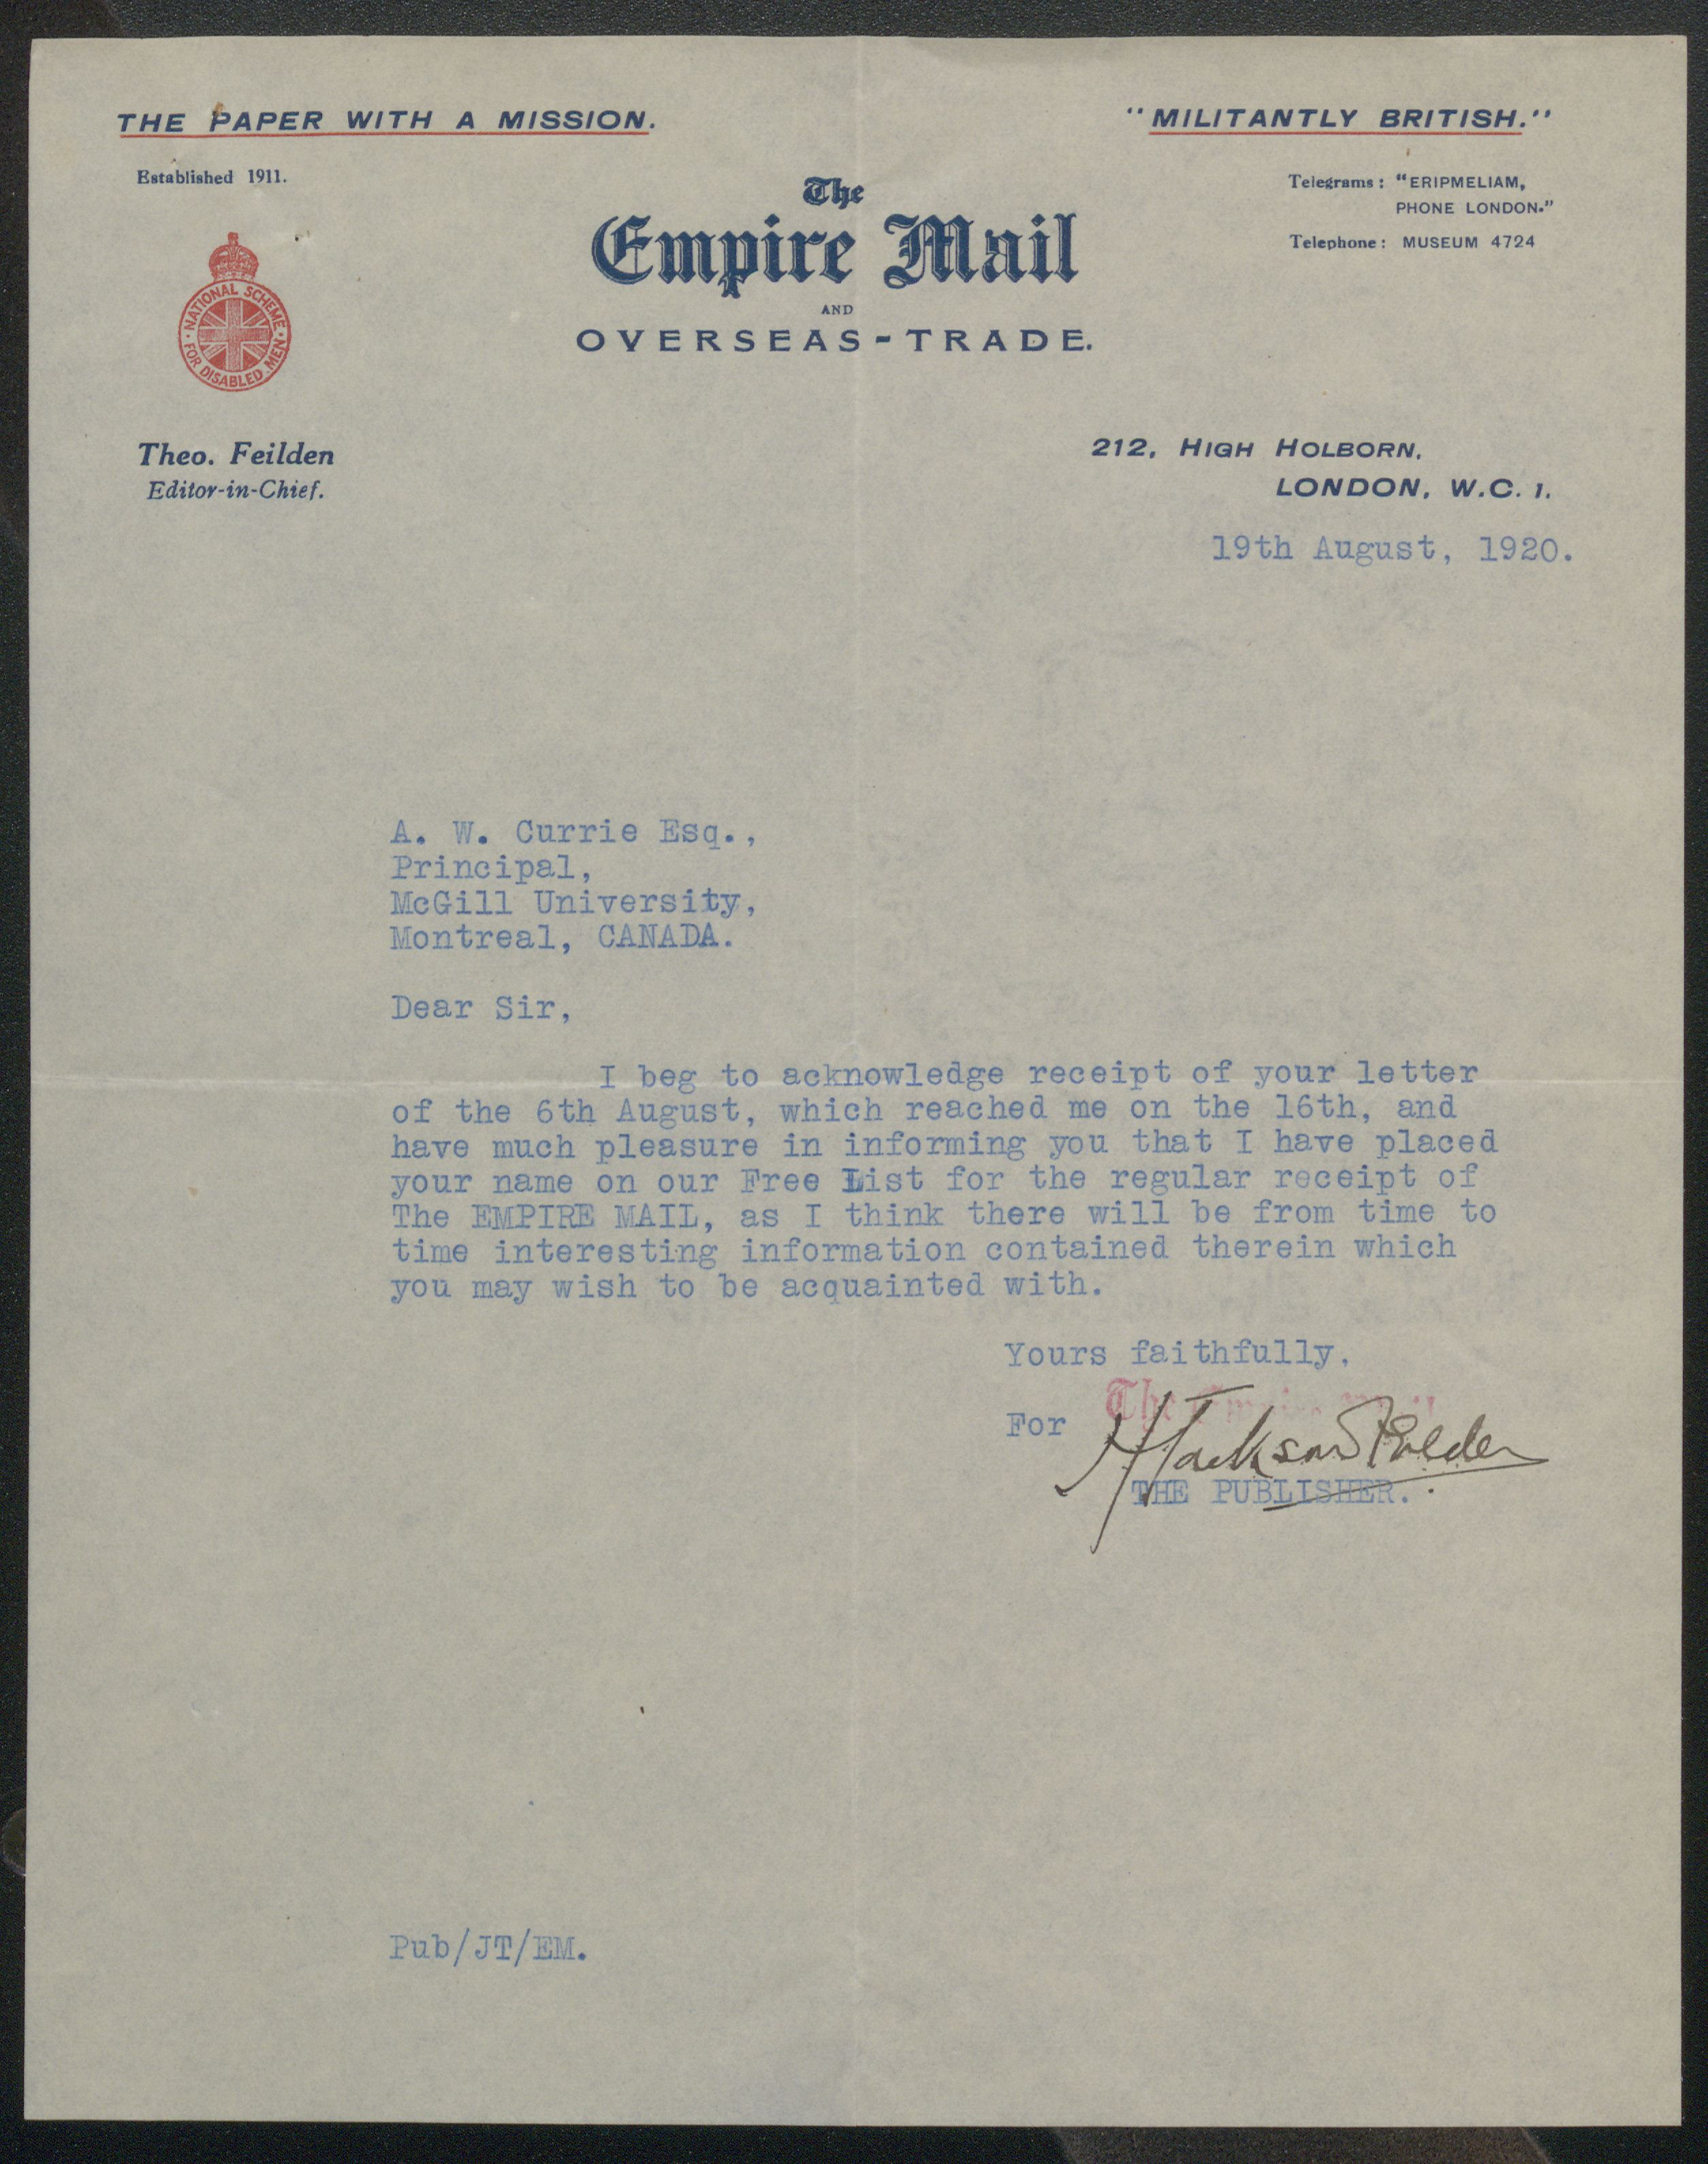 THE PAPER WITH A MISSION.
"MILITANTLY BRITISH."
Established 1911.
Telegrams: "ERIPMELIAM,
PHONE LONDON."
Telephone: MUSEUM 4724
The
Empire Mail
AND
OVERSEAS-TRADE.
NATIONAL SCHEME
FOR DISABLED MEN
Theo. Feilden
Editor-in-Chief.
212, HIGH HOLBORN,
LONDON, W.C. 1.
19th August, 1920.
A. W. Currie Esq.,
Principal,
McGill University,
Montreal, CANADA.
Dear Sir,
I beg to acknowledge receipt of your letter
of the 6th August, which reached me on the 16th, and
have much pleasure in informing you that I have placed
your name on our Free List for the regular receipt of
The EMPIRE MAIL, as I think there will be from time to
time interesting information contained therein which
you may wish to be acquainted with.
Yours faithfully,
The Empire Mail
For
Jackson
THE PUBLISHER.
Pub/JT/EM.